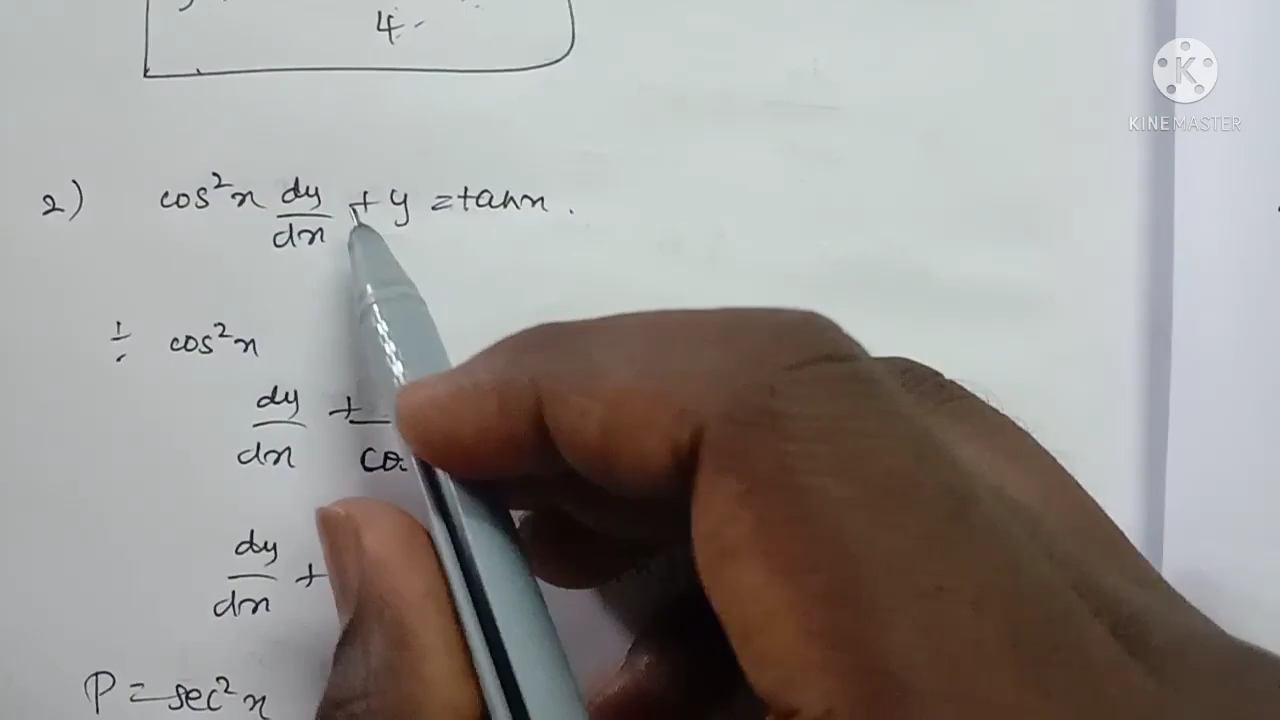 4
K
KINEMASTER
2) cos²x dy/dx + y = tanx.
÷ cos²x
dy/dx +
dy/dx +
P = sec²x